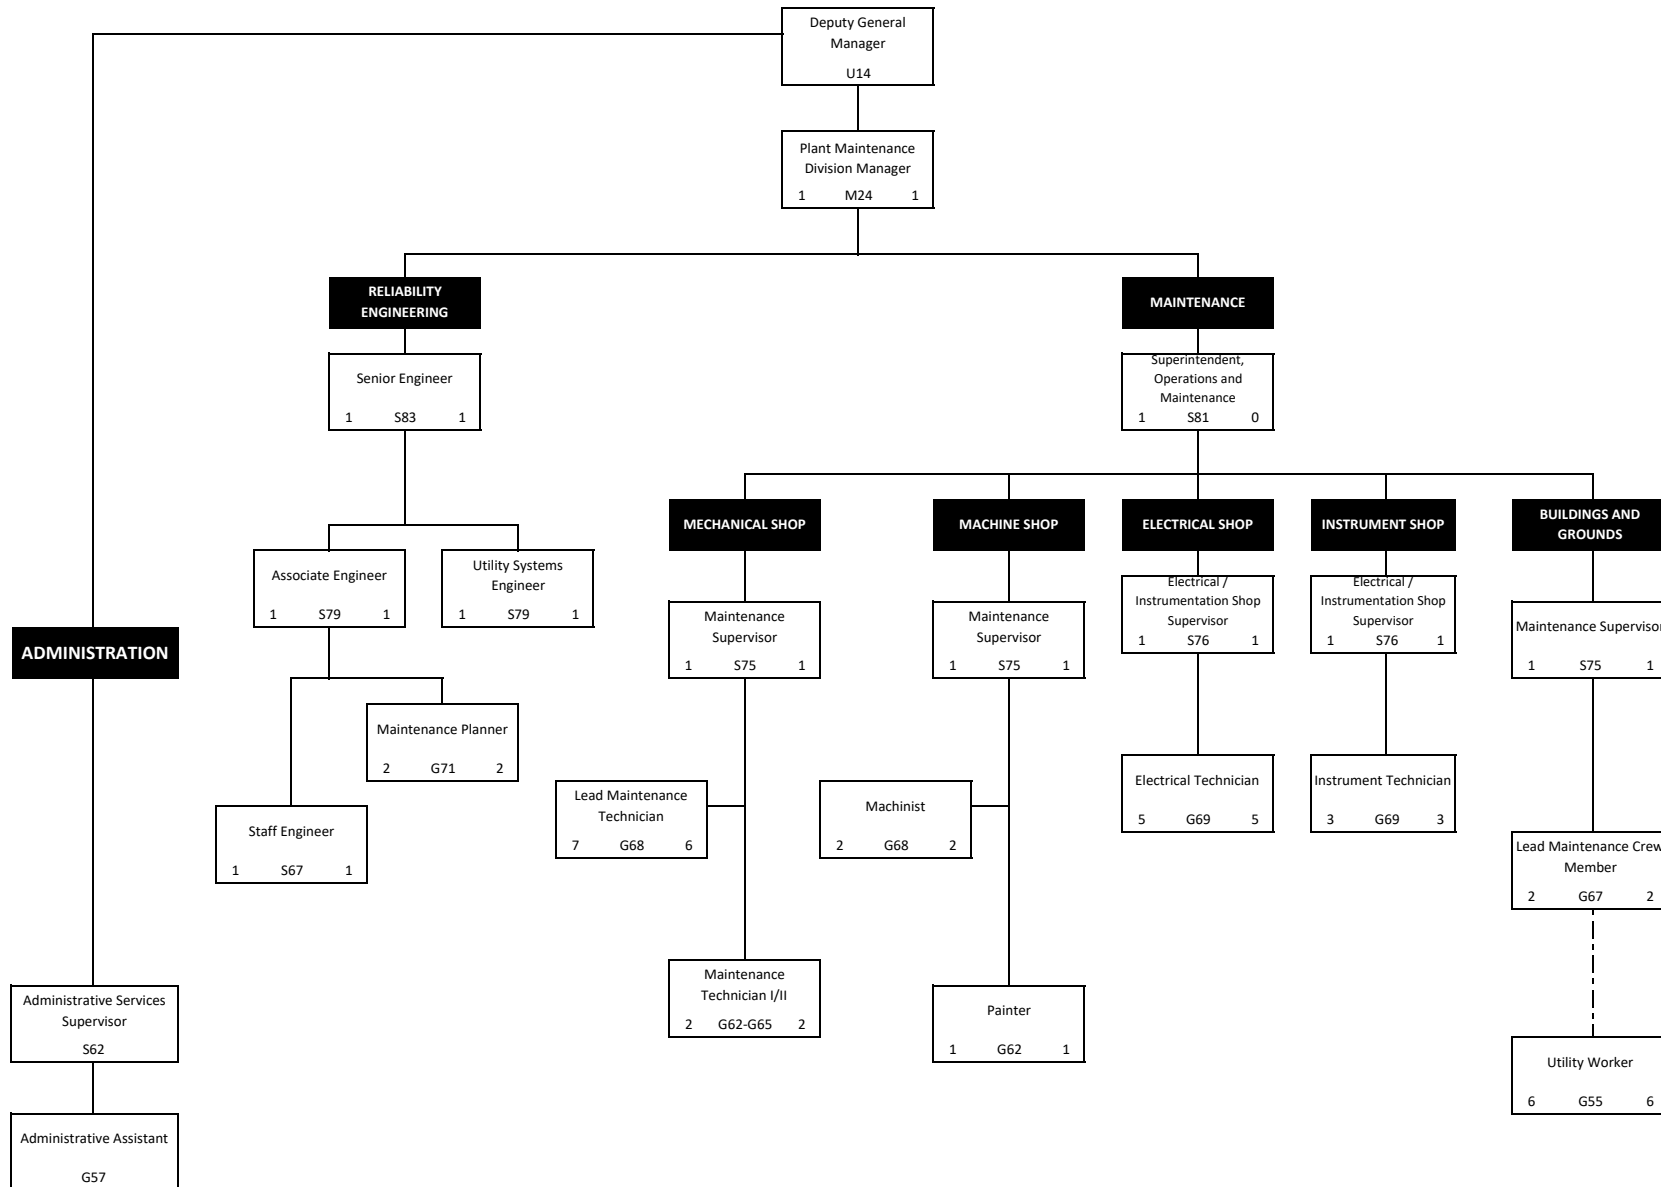 Deputy General
Manager
U14
Plant Maintenance
Division Manager
1 M24 1
RELIABILITY
ENGINEERING
MAINTENANCE
Senior Engineer
1 S83 1
Superintendent,
Operations and
Maintenance
1 S81 0
MECHANICAL SHOP
MACHINE SHOP
ELECTRICAL SHOP
INSTRUMENT SHOP
BUILDINGS AND
GROUNDS
Associate Engineer
1 S79 1
Utility Systems
Engineer
1 S79 1
Maintenance
Supervisor
1 S75 1
Maintenance
Supervisor
1 S75 1
Electrical /
Instrumentation Shop
Supervisor
1 S76 1
Electrical /
Instrumentation Shop
Supervisor
1 S76 1
Maintenance Supervisor
1 S75 1
ADMINISTRATION
Maintenance Planner
2 G71 2
Staff Engineer
1 S67 1
Lead Maintenance
Technician
7 G68 6
Machinist
2 G68 2
Electrical Technician
5 G69 5
Instrument Technician
3 G69 3
Lead Maintenance Crew
Member
2 G67 2
Maintenance
Technician I/II
2 G62-G65 2
Painter
1 G62 1
Administrative Services
Supervisor
S62
Utility Worker
6 G55 6
Administrative Assistant
G57